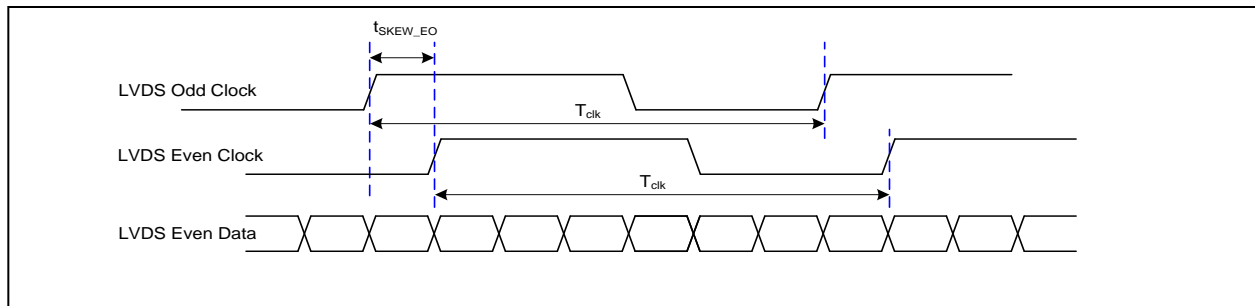 tSKEW_EO
LVDS Odd Clock
Tclk
LVDS Even Clock
Tclk
LVDS Even Data